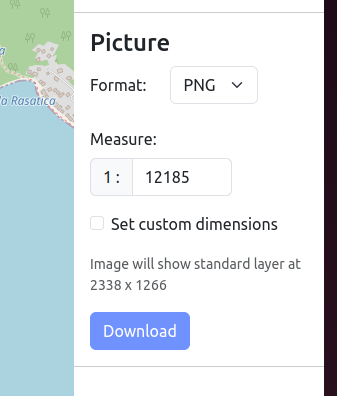 Picture
Format: PNG
la Rasatica
Measure:
1 : 12185
Set custom dimensions
Image will show standard layer at
2338 x 1266
Download